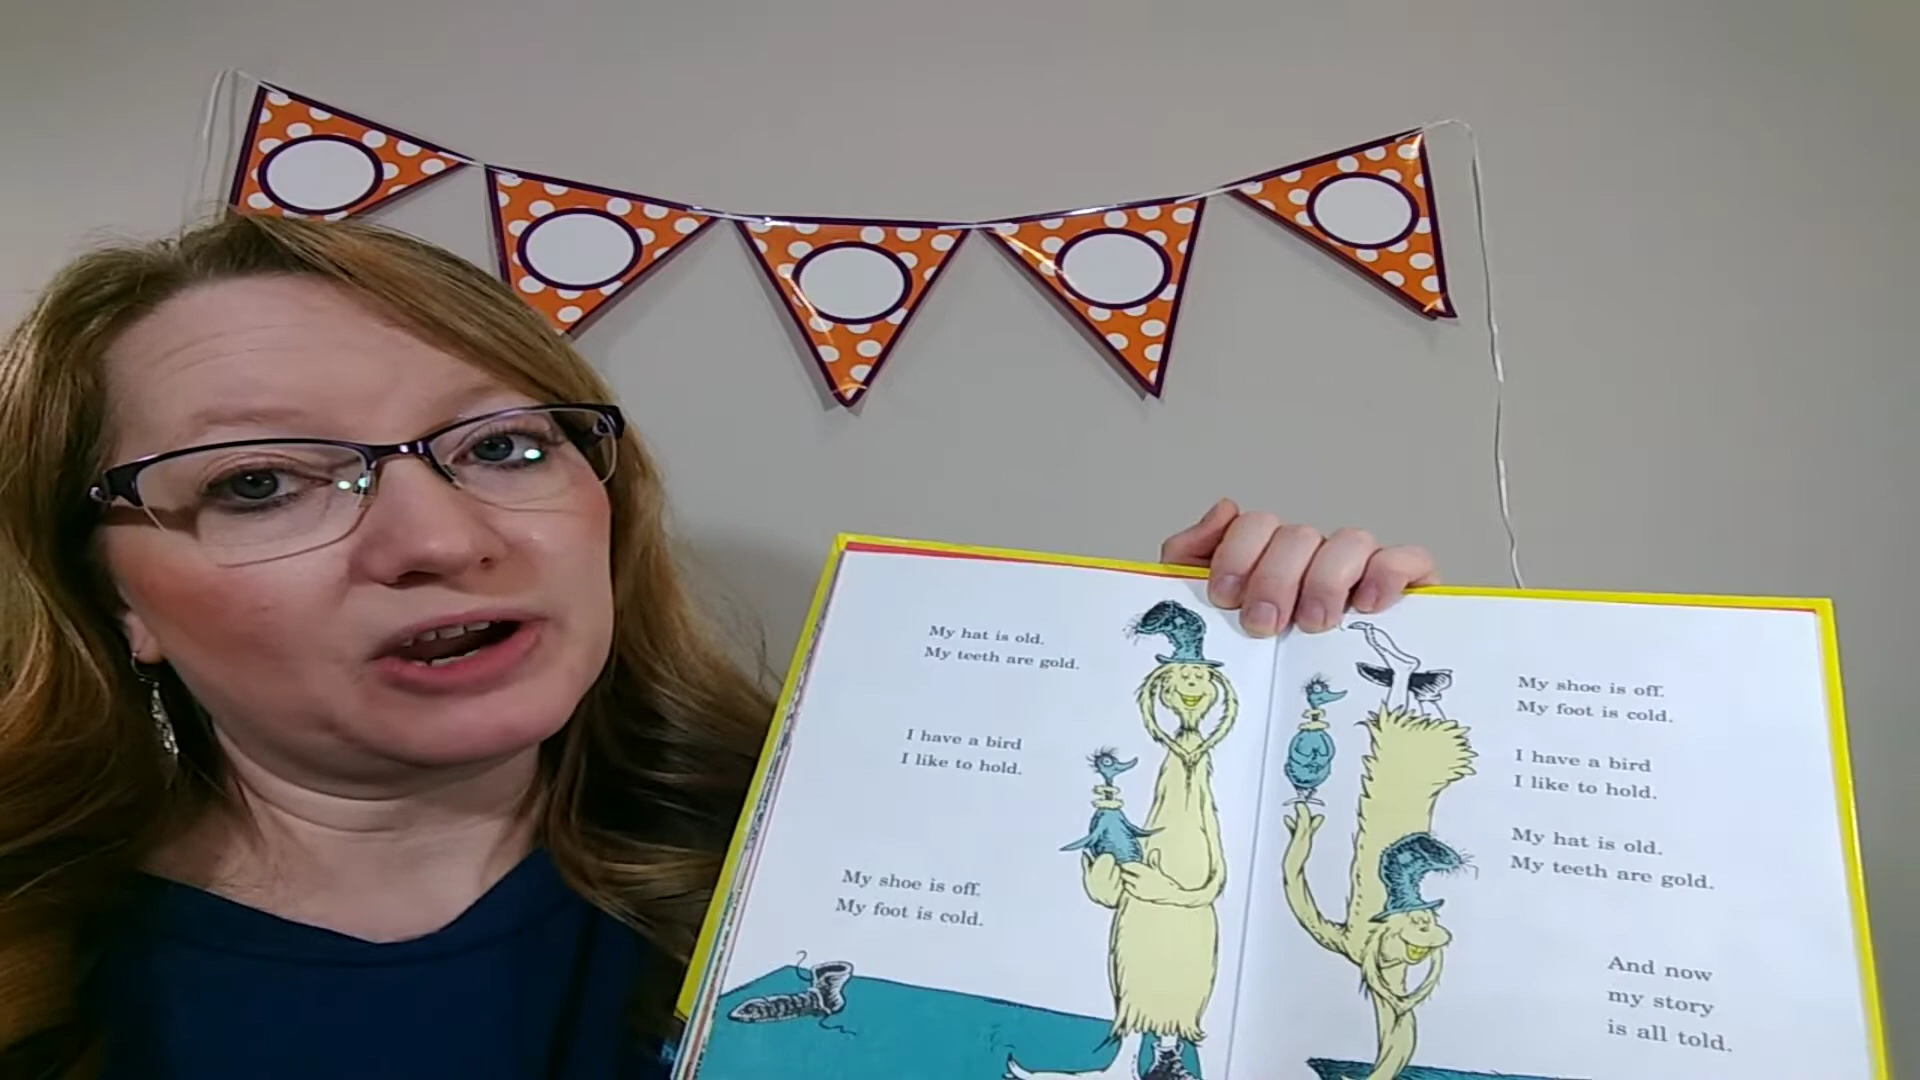 My hat is old.
My teeth are gold.
I have a bird
I like to hold.
My shoe is off.
My foot is cold.
My shoe is off.
My foot is cold.
I have a bird
I like to hold.
My hat is old.
My teeth are gold.
And now
my story
is all told.